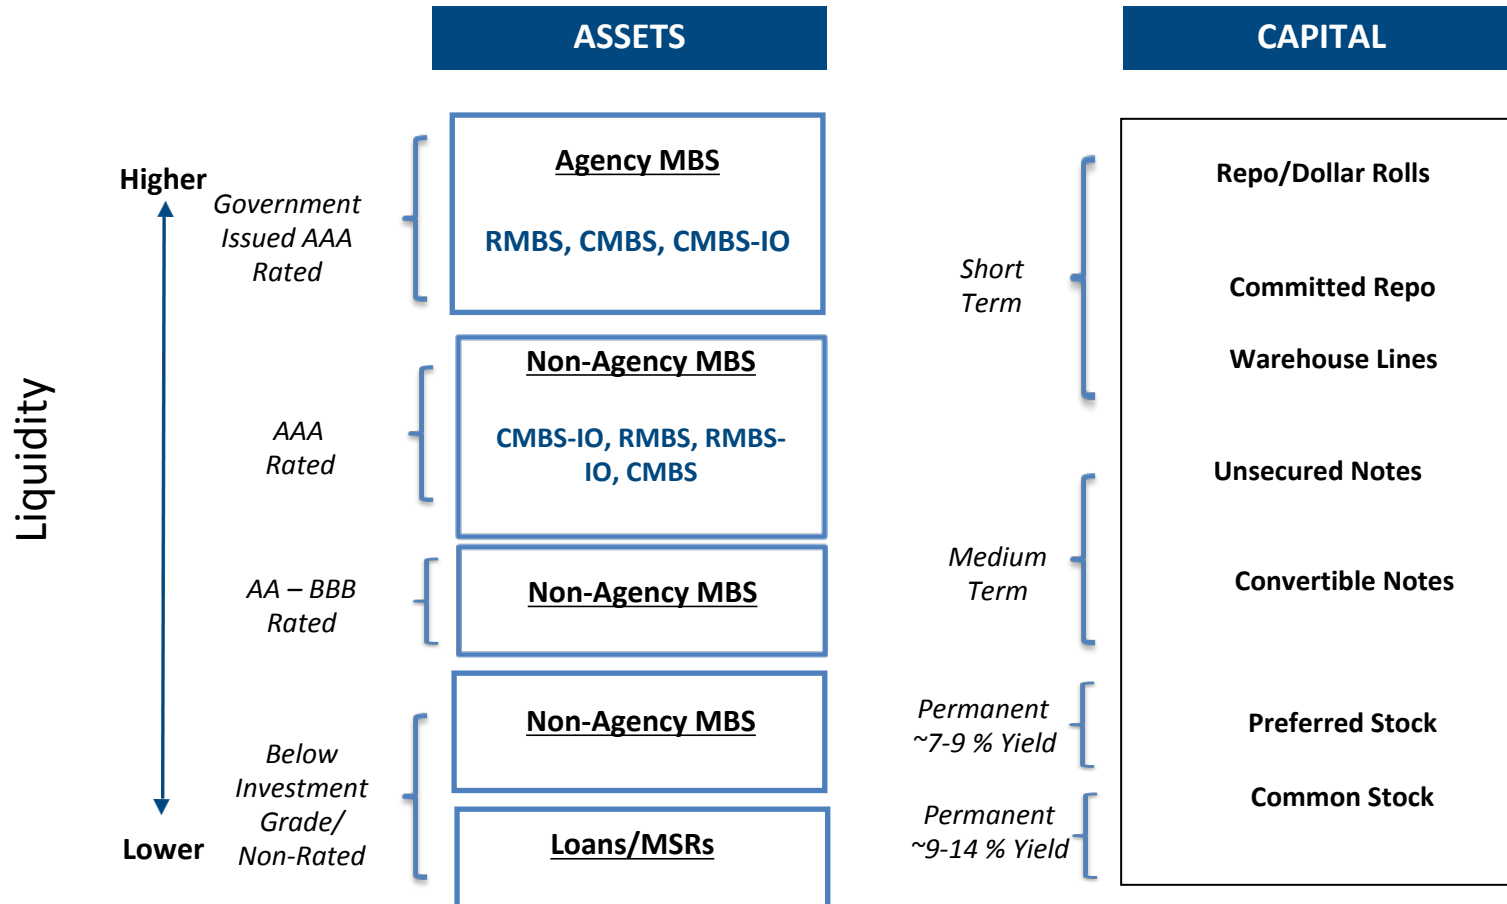 ASSETS
CAPITAL
Liquidity
Higher
Lower
Government
Issued AAA
Rated
Agency MBS
RMBS, CMBS, CMBS-IO
AAA
Rated
Non-Agency MBS
CMBS-IO, RMBS, RMBS-
IO, CMBS
AA – BBB
Rated
Non-Agency MBS
Below
Investment
Grade/
Non-Rated
Non-Agency MBS
Loans/MSRs
Short
Term
Repo/Dollar Rolls
Committed Repo
Warehouse Lines
Medium
Term
Unsecured Notes
Convertible Notes
Permanent
~7-9 % Yield
Preferred Stock
Permanent
~9-14 % Yield
Common Stock